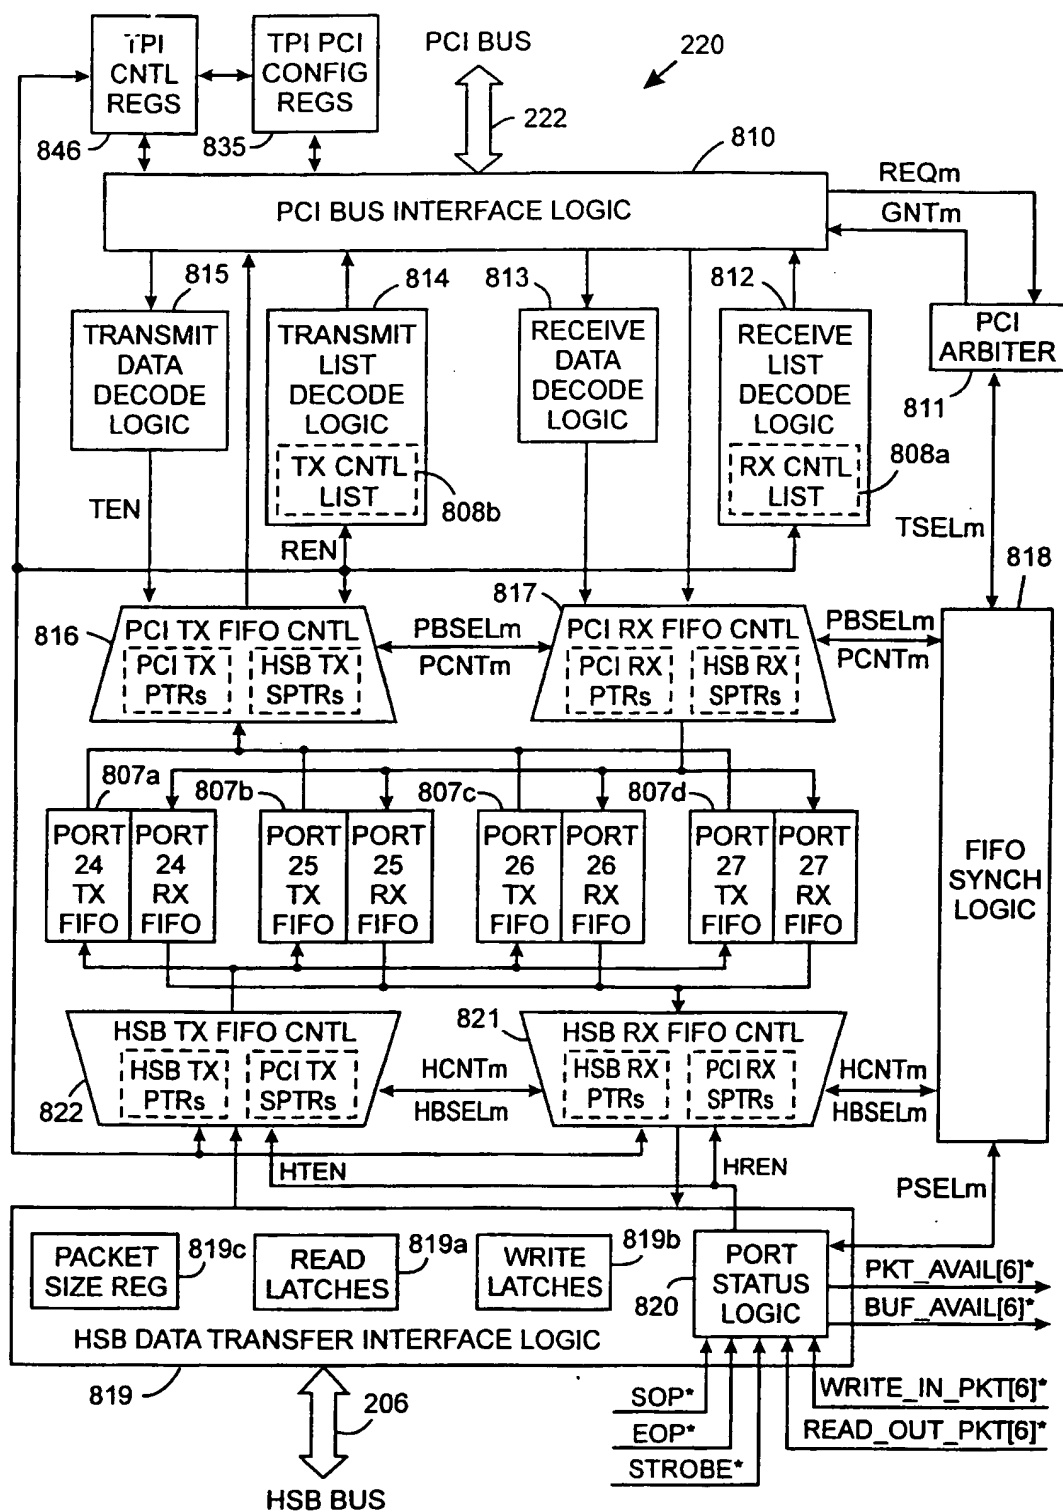 TPI
CNTL
REGS
TPI PCI
CONFIG
REGS
PCI BUS
220
846
835
222
810
PCI BUS INTERFACE LOGIC
REQm
GNTm
815
814
813
812
TRANSMIT
DATA
DECODE
LOGIC
TRANSMIT
LIST
DECODE
LOGIC
TX CNTL
LIST
RECEIVE
DATA
DECODE
LOGIC
RECEIVE
LIST
DECODE
LOGIC
RX CNTL
LIST
PCI
ARBITER
811
808b
808a
TEN
REN
TSELm
818
816
PCI TX FIFO CNTL
PCI TX
PTRs
HSB TX
SPTRs
PBSELm
PCNTm
817
PCI RX FIFO CNTL
PCI RX
PTRs
HSB RX
SPTRs
PBSELm
PCNTm
807a
807b
807c
807d
PORT
24
TX
FIFO
PORT
24
RX
FIFO
PORT
25
TX
FIFO
PORT
25
RX
FIFO
PORT
26
TX
FIFO
PORT
26
RX
FIFO
PORT
27
TX
FIFO
PORT
27
RX
FIFO
FIFO
SYNCH
LOGIC
HSB TX FIFO CNTL
HSB TX
PTRs
PCI TX
SPTRs
822
HCNTm
HBSELm
821
HSB RX FIFO CNTL
HSB RX
PTRs
PCI RX
SPTRs
HCNTm
HBSELm
HTEN
HREN
PSELm
PACKET
SIZE REG
819c
READ
LATCHES
819a
WRITE
LATCHES
819b
820
PORT
STATUS
LOGIC
PKT_AVAIL[6]*
BUF_AVAIL[6]*
HSB DATA TRANSFER INTERFACE LOGIC
819
206
HSB BUS
SOP*
EOP*
STROBE*
WRITE_IN_PKT[6]*
READ_OUT_PKT[6]*